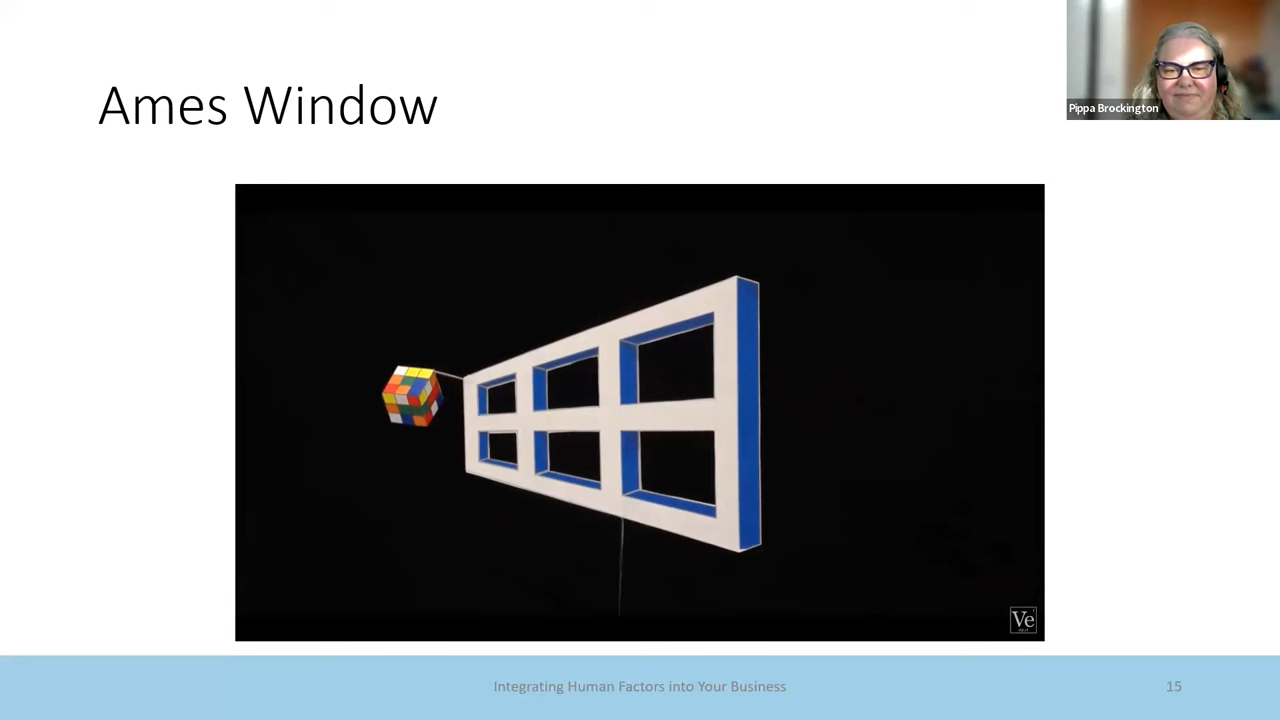 Ames Window
Pippa Brockington
Ve
Integrating Human Factors into Your Business
15